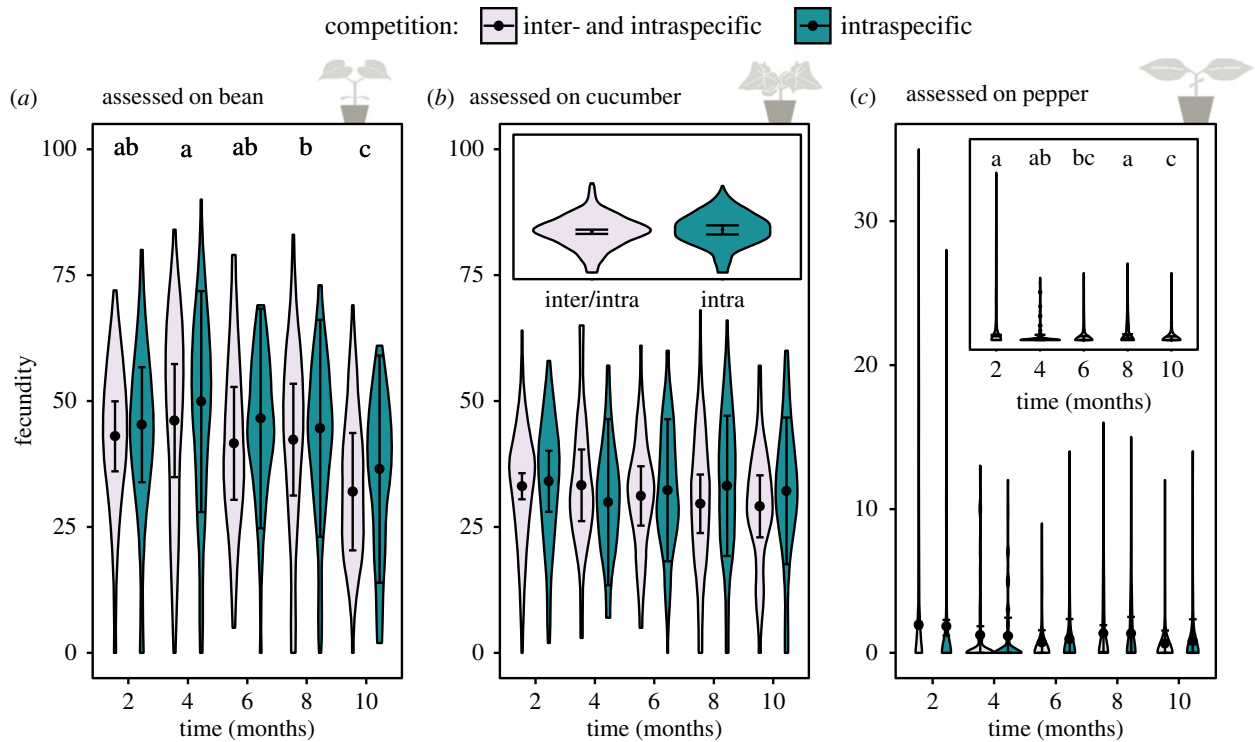 competition: inter- and intraspecific intraspecific
(a) assessed on bean
fecundity
100
75
50
25
0
ab a ab b c
2 4 6 8 10
time (months)
(b) assessed on cucumber
100
75
50
25
0
inter/intra intra
2 4 6 8 10
time (months)
(c) assessed on pepper
30
20
10
0
a ab bc a c
2 4 6 8 10
time (months)
2 4 6 8 10
time (months)